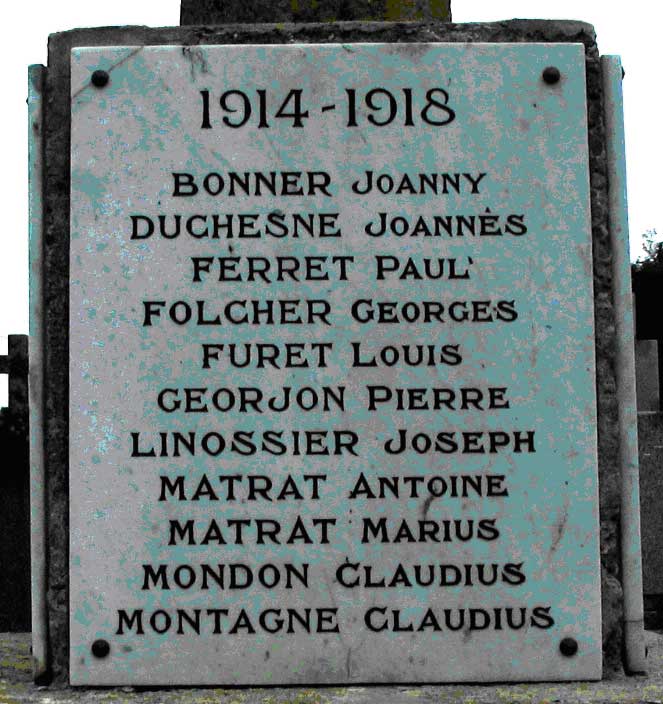 1914-1918
BONNER JOANNY
DUCHESNE JOANNÈS
FERRET PAUL
FOLCHER GEORGES
FURET LOUIS
GEORJON PIERRE
LINOSSIER JOSEPH
MATRAT ANTOINE
MATRAT MARIUS
MONDON CLAUDIUS
MONTAGNE CLAUDIUS